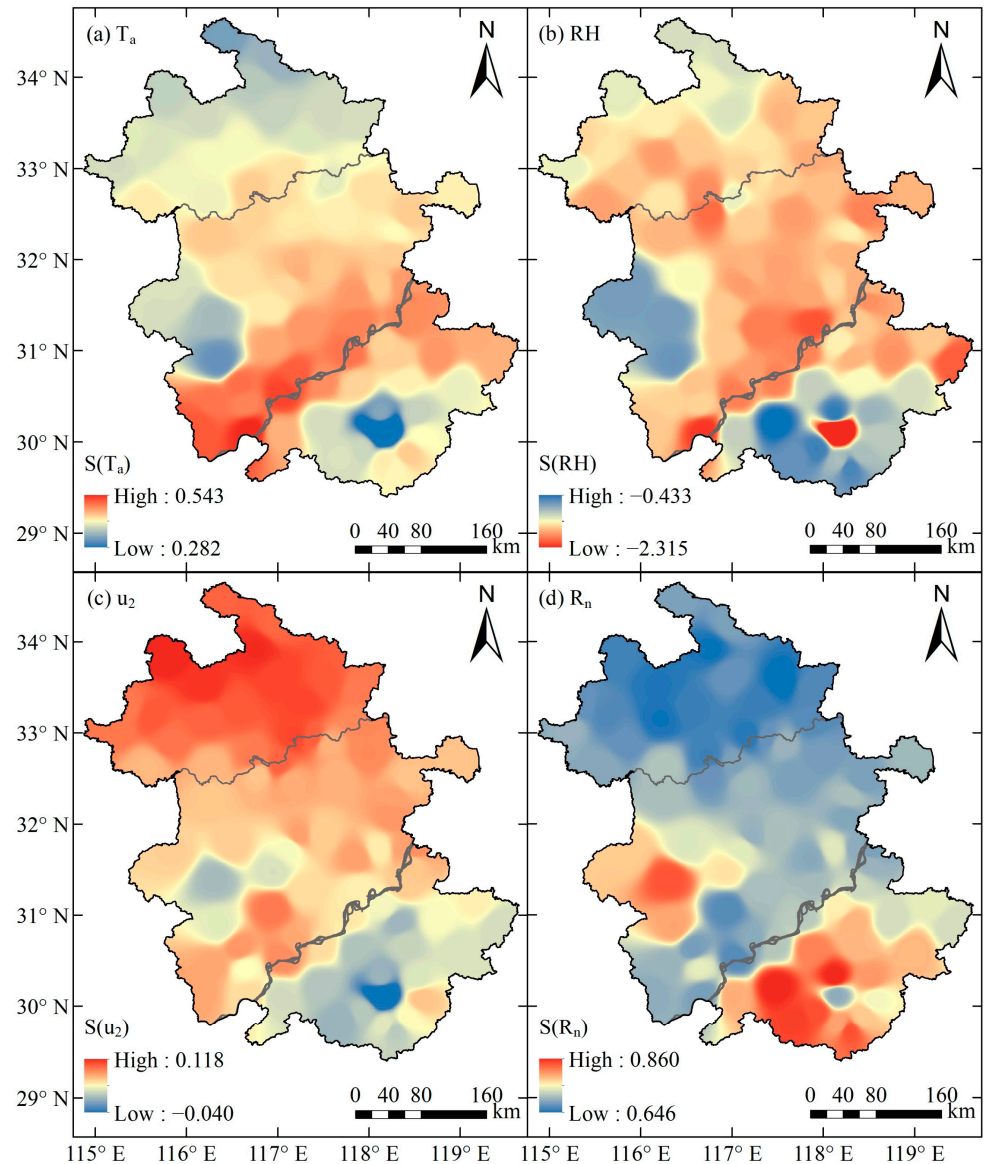 (a) Ta
N
(b) RH
N
34° N
33° N
32° N
31° N
30° N
29° N
S(Ta)
High : 0.543
Low : 0.282
0 40 80 160
km
S(RH)
High : −0.433
Low : −2.315
0 40 80 160
km
(c) u2
N
(d) Rn
N
34° N
33° N
32° N
31° N
30° N
29° N
S(u2)
High : 0.118
Low : −0.040
0 40 80 160
km
S(Rn)
High : 0.860
Low : 0.646
0 40 80 160
km
115° E 116° E 117° E 118° E 119° E 115° E 116° E 117° E 118° E 119° E